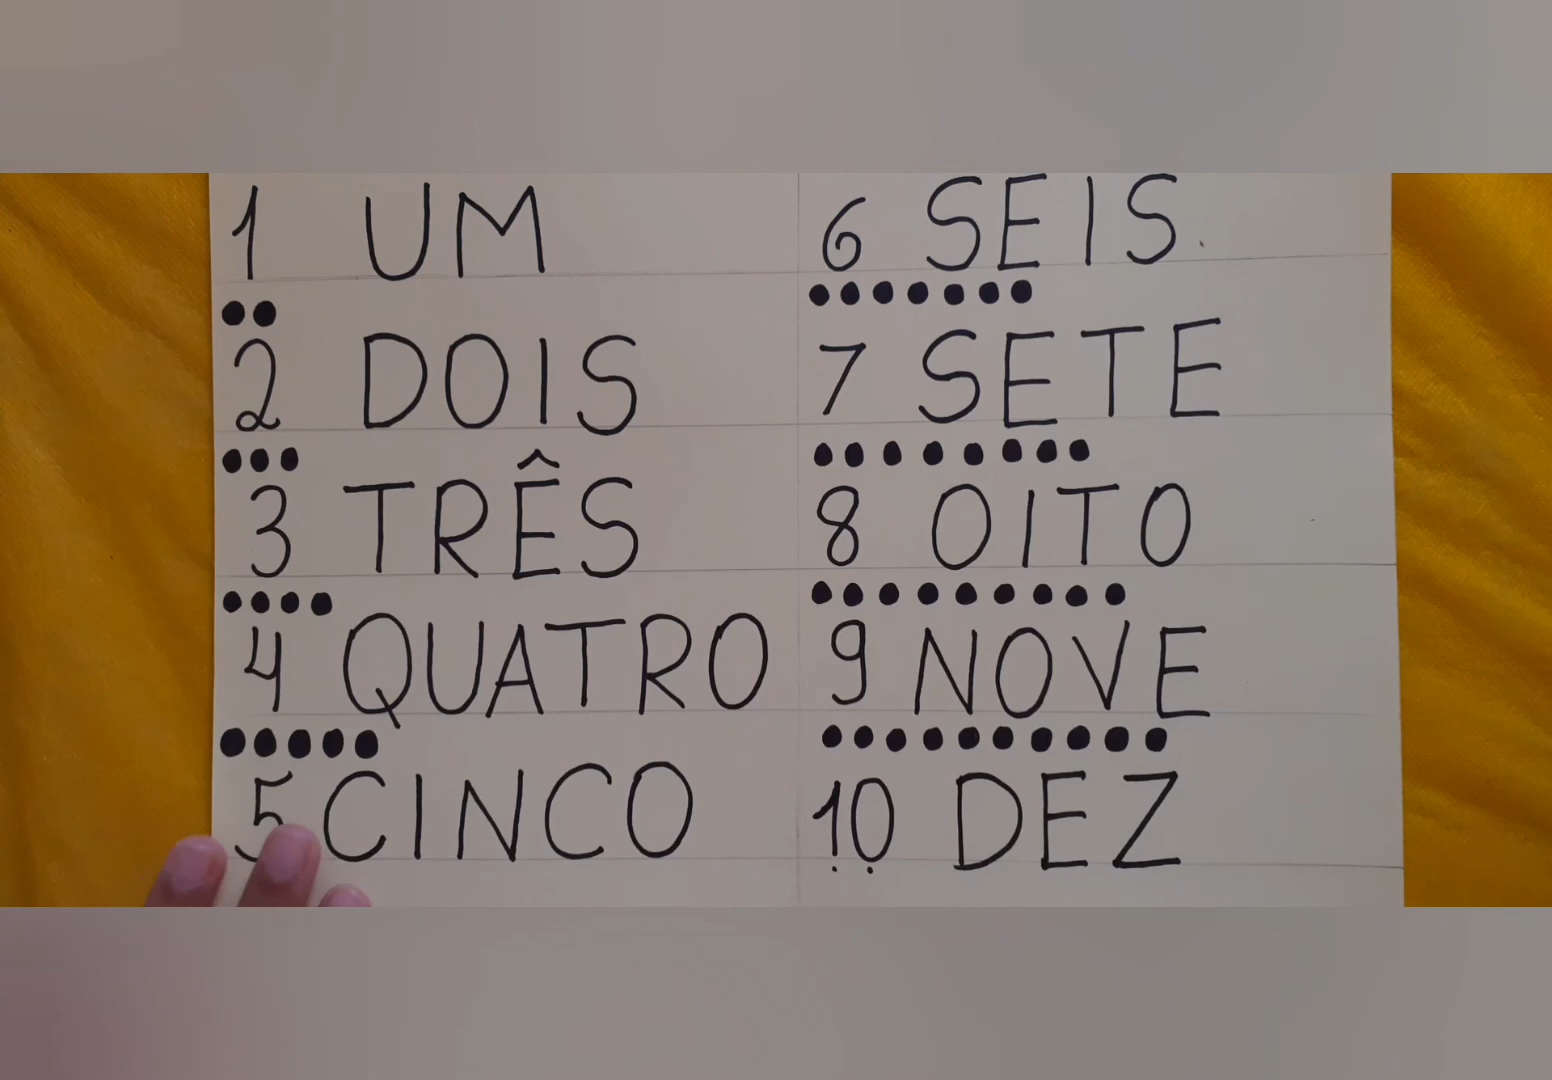 1 UM
2 DOIS
3 TRÊS
4 QUATRO
5 CINCO
6 SEIS
7 SETE
8 OITO
9 NOVE
10 DEZ